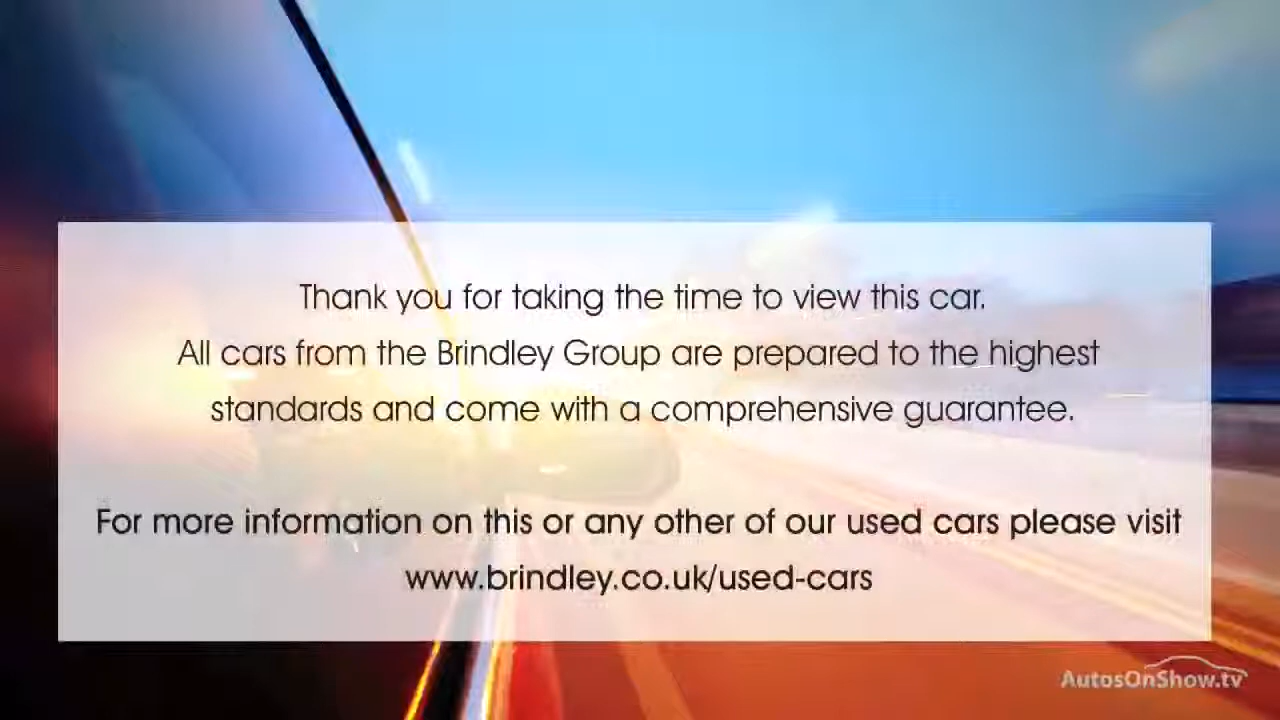 Thank you for taking the time to view this car.
All cars from the Brindley Group are prepared to the highest
standards and come with a comprehensive guarantee.
For more information on this or any other of our used cars please visit
www.brindley.co.uk/used-cars
AutosOnShow.tv